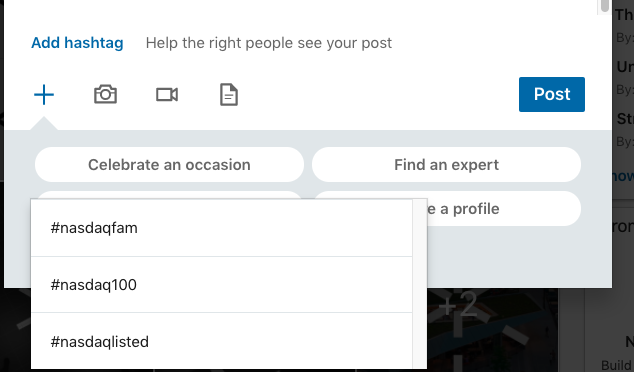 Th
By:
Add hashtag Help the right people see your post
Un
By:
Post
St
By:
Celebrate an occasion Find an expert
how
e a profile
#nasdaqfam
ron
#nasdaq100
+2
#nasdaqlisted
N
Build